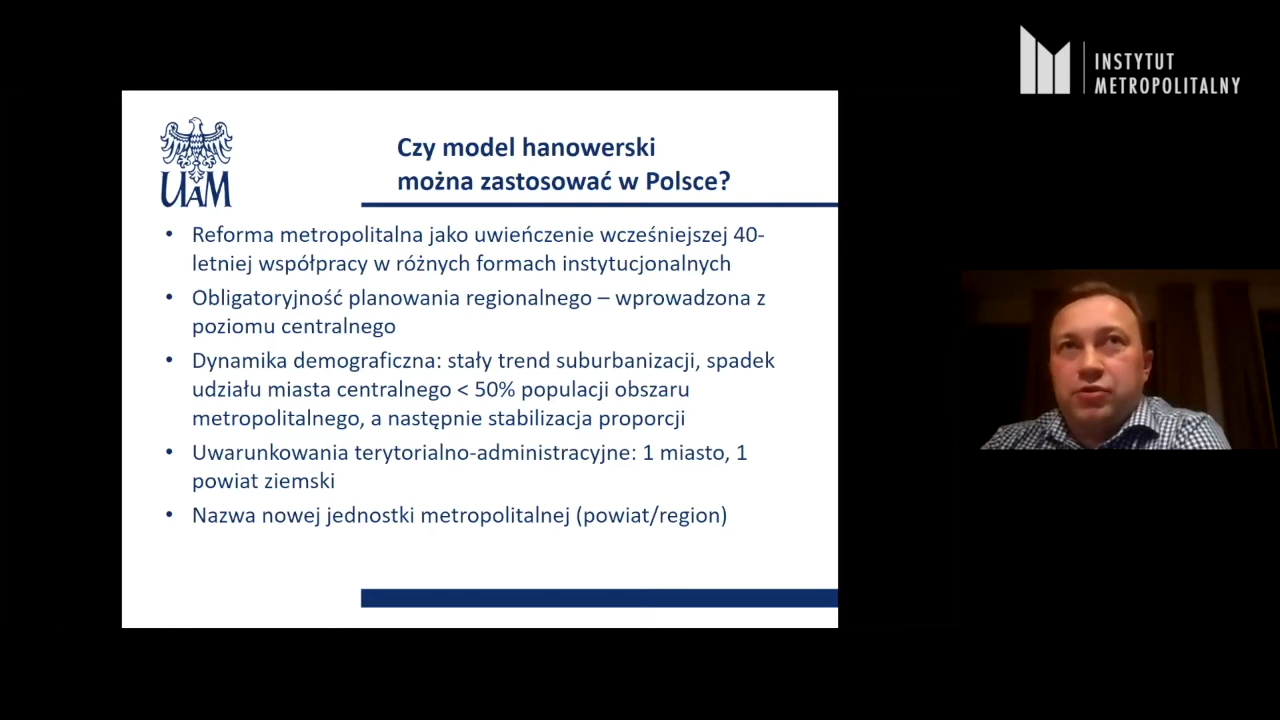 INSTYTUT
METROPOLITALNY
UAM
Czy model hanowerski
można zastosować w Polsce?
• Reforma metropolitalna jako uwieńczenie wcześniejszej 40-
letniej współpracy w różnych formach instytucjonalnych
• Obligatoryjność planowania regionalnego – wprowadzona z
poziomu centralnego
• Dynamika demograficzna: stały trend suburbanizacji, spadek
udziału miasta centralnego < 50% populacji obszaru
metropolitalnego, a następnie stabilizacja proporcji
• Uwarunkowania terytorialno-administracyjne: 1 miasto, 1
powiat ziemski
• Nazwa nowej jednostki metropolitalnej (powiat/region)